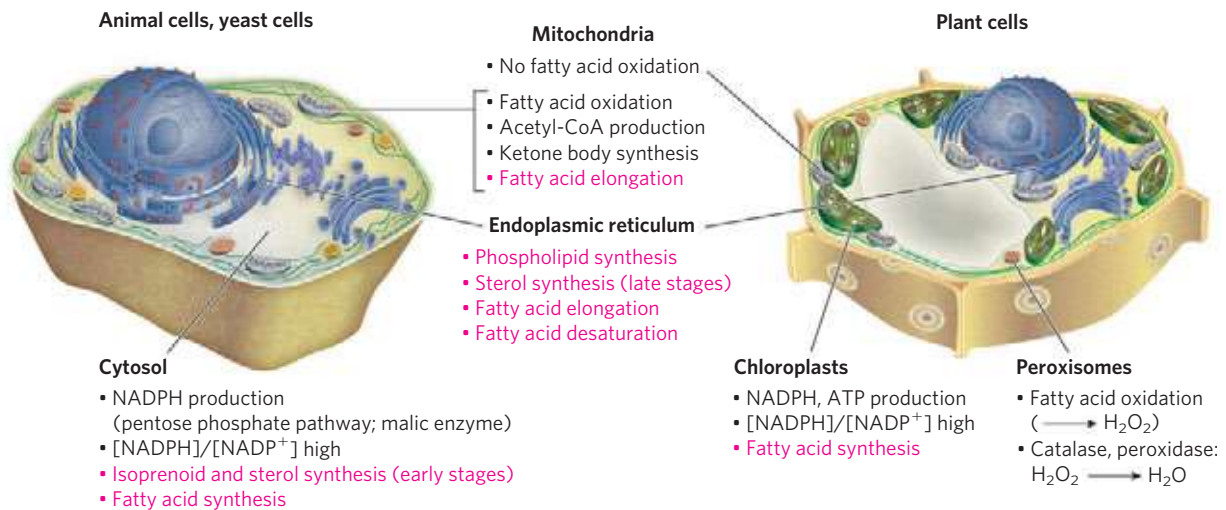 Animal cells, yeast cells
Plant cells
Mitochondria
• No fatty acid oxidation
• Fatty acid oxidation
• Acetyl-CoA production
• Ketone body synthesis
• Fatty acid elongation
Endoplasmic reticulum
• Phospholipid synthesis
• Sterol synthesis (late stages)
• Fatty acid elongation
• Fatty acid desaturation
Cytosol
• NADPH production
(pentose phosphate pathway; malic enzyme)
• [NADPH]/[NADP⁺] high
• Isoprenoid and sterol synthesis (early stages)
• Fatty acid synthesis
Chloroplasts
• NADPH, ATP production
• [NADPH]/[NADP⁺] high
• Fatty acid synthesis
Peroxisomes
• Fatty acid oxidation
(⟶ H₂O₂)
• Catalase, peroxidase:
H₂O₂ ⟶ H₂O